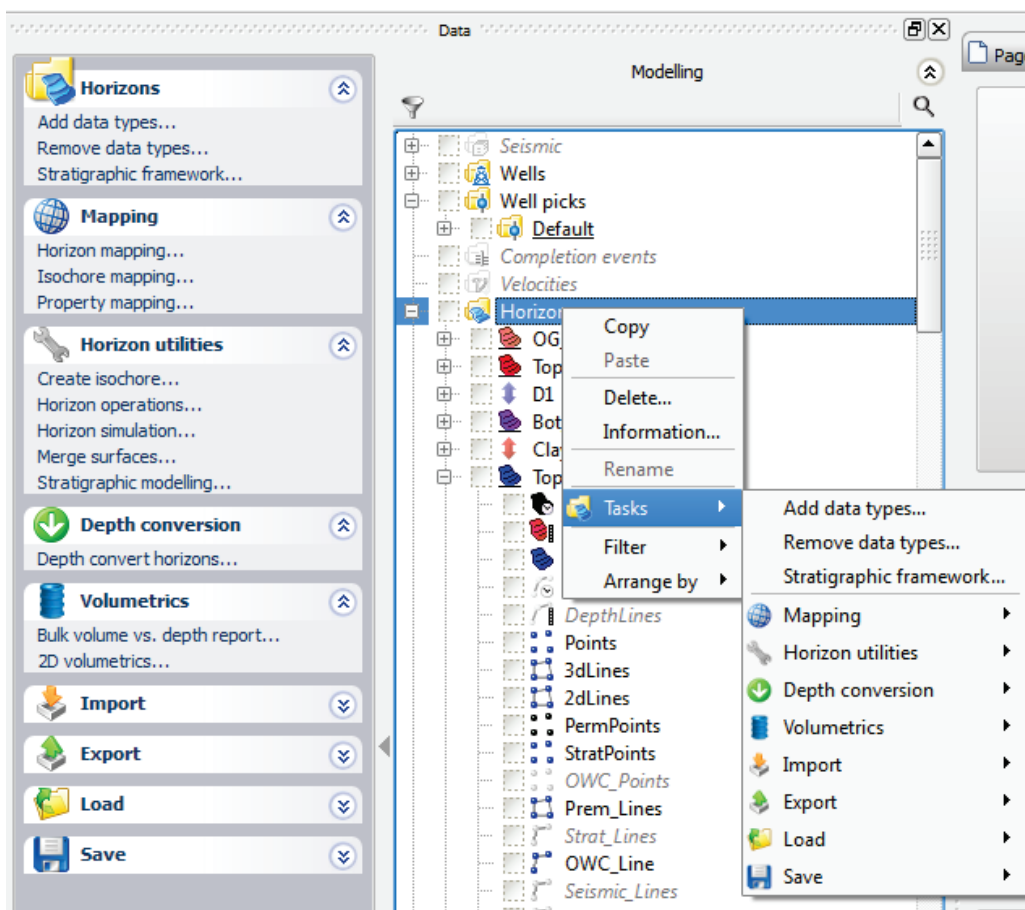 Data
Modelling
Page
Horizons
Add data types...
Remove data types...
Stratigraphic framework...
Mapping
Horizon mapping...
Isochore mapping...
Property mapping...
Horizon utilities
Create isochore...
Horizon operations...
Horizon simulation...
Merge surfaces...
Stratigraphic modelling...
Depth conversion
Depth convert horizons...
Volumetrics
Bulk volume vs. depth report...
2D volumetrics...
Import
Export
Load
Save
Seismic
Wells
Well picks
Default
Completion events
Velocities
Horizon
OG_
Top
D1
Bot
Cla
Top
DepthLines
Points
3dLines
2dLines
PermPoints
StratPoints
OWC_Points
Prem_Lines
Strat_Lines
OWC_Line
Seismic_Lines
Copy
Paste
Delete...
Information...
Rename
Tasks
Filter
Arrange by
Add data types...
Remove data types...
Stratigraphic framework...
Mapping
Horizon utilities
Depth conversion
Volumetrics
Import
Export
Load
Save